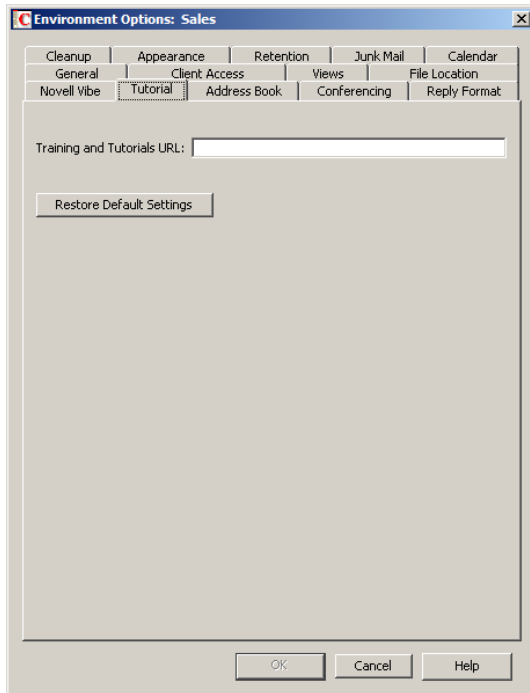 Environment Options: Sales
Cleanup Appearance Retention Junk Mail Calendar
General Client Access Views File Location
Novell Vibe Tutorial Address Book Conferencing Reply Format
Training and Tutorials URL:
Restore Default Settings
OK Cancel Help